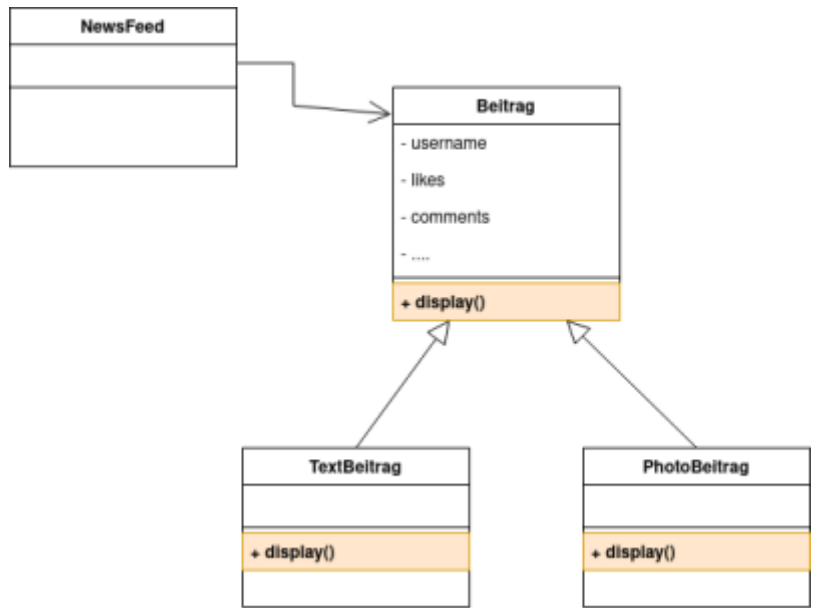 NewsFeed
Beitrag
- username
- likes
- comments
- ....
+ display()
TextBeitrag
+ display()
PhotoBeitrag
+ display()